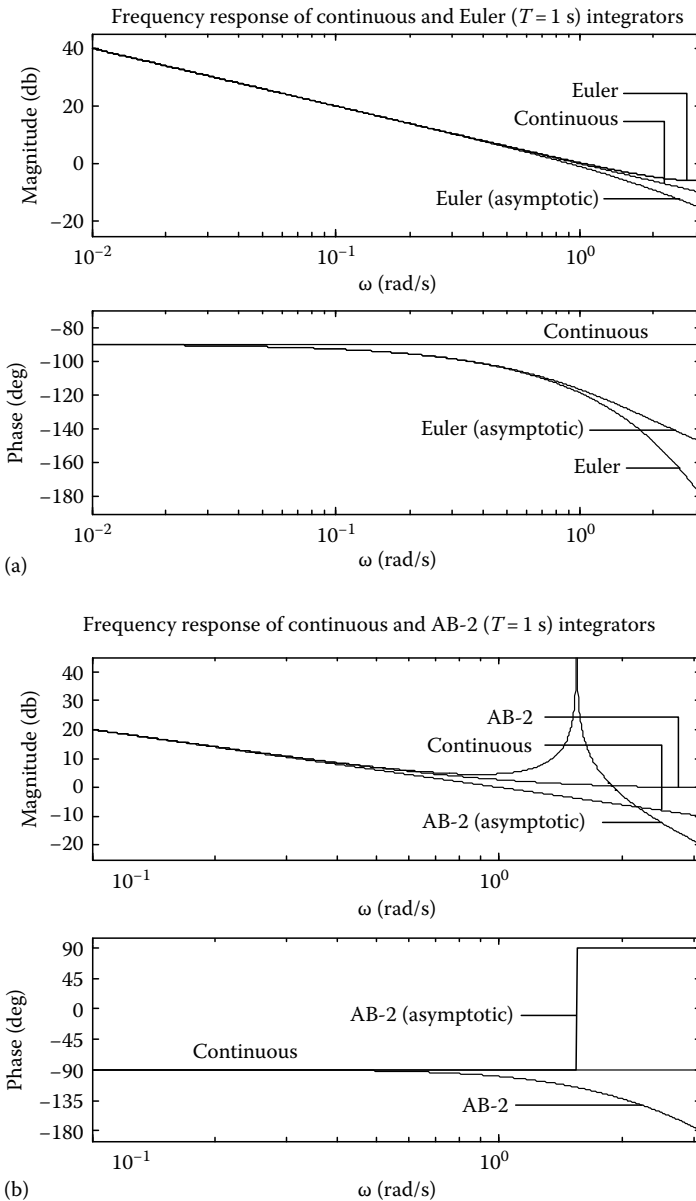 Frequency response of continuous and Euler (T = 1 s) integrators
40
20
0
−20
Magnitude (db)
Euler
Continuous
Euler (asymptotic)
10−2
10−1
100
ω (rad/s)
−80
−100
−120
−140
−160
−180
Phase (deg)
Continuous
Euler (asymptotic)
Euler
10−2
10−1
100
ω (rad/s)
(a)
Frequency response of continuous and AB-2 (T = 1 s) integrators
40
45
30
20
10
0
−10
−20
Magnitude (db)
AB-2
Continuous
AB-2 (asymptotic)
10−1
100
ω (rad/s)
90
45
0
−45
−90
−135
−180
Phase (deg)
AB-2 (asymptotic)
Continuous
AB-2
10−1
100
ω (rad/s)
(b)